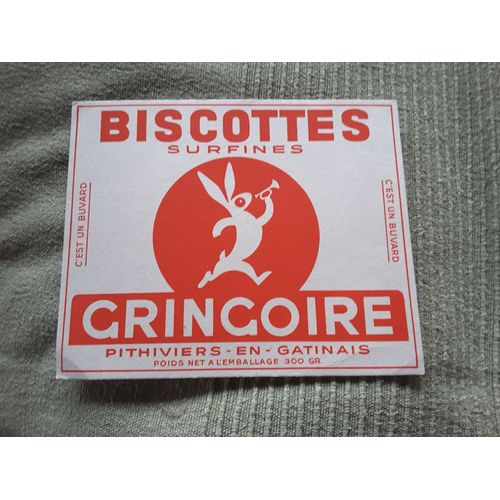 BISCOTTES
SURFINES
C'EST UN BUVARD
C'EST UN BUVARD
GRINGOIRE
PITHIVIERS-EN-GATINAIS
POIDS NET A L'EMBALLAGE 300 GR.